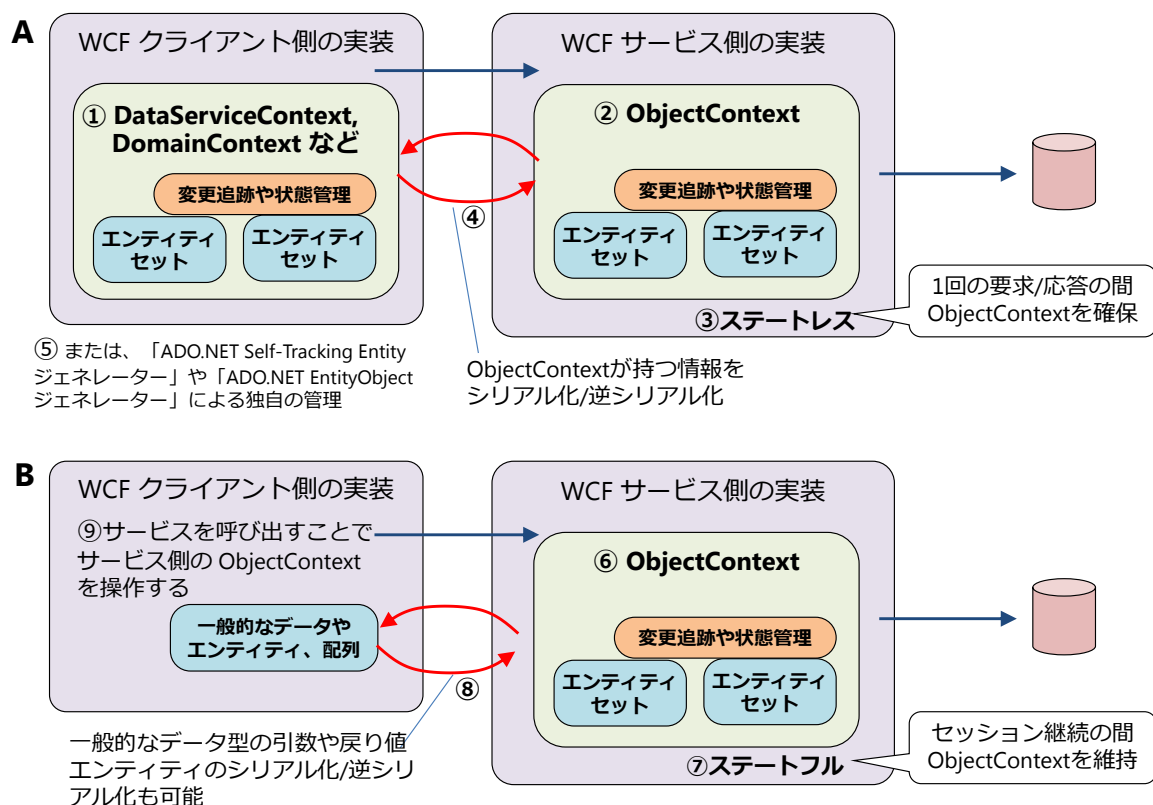 A
WCF クライアント側の実装
① DataServiceContext,
DomainContext など
変更追跡や状態管理
エンティティ
セット
エンティティ
セット
④
WCF サービス側の実装
② ObjectContext
変更追跡や状態管理
エンティティ
セット
エンティティ
セット
③ステートレス
1回の要求/応答の間
ObjectContextを確保
⑤ または、「ADO.NET Self-Tracking Entity
ジェネレーター」や「ADO.NET EntityObject
ジェネレーター」による独自の管理
ObjectContextが持つ情報を
シリアル化/逆シリアル化
B
WCF クライアント側の実装
⑨サービスを呼び出すことで
サービス側の ObjectContext
を操作する
一般的なデータや
エンティティ、配列
⑧
WCF サービス側の実装
⑥ ObjectContext
変更追跡や状態管理
エンティティ
セット
エンティティ
セット
⑦ステートフル
セッション継続の間
ObjectContextを維持
一般的なデータ型の引数や戻り値
エンティティのシリアル化/逆シリ
アル化も可能